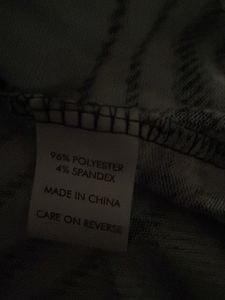 96% POLYESTER
4% SPANDEX
MADE IN CHINA
CARE ON REVERSE